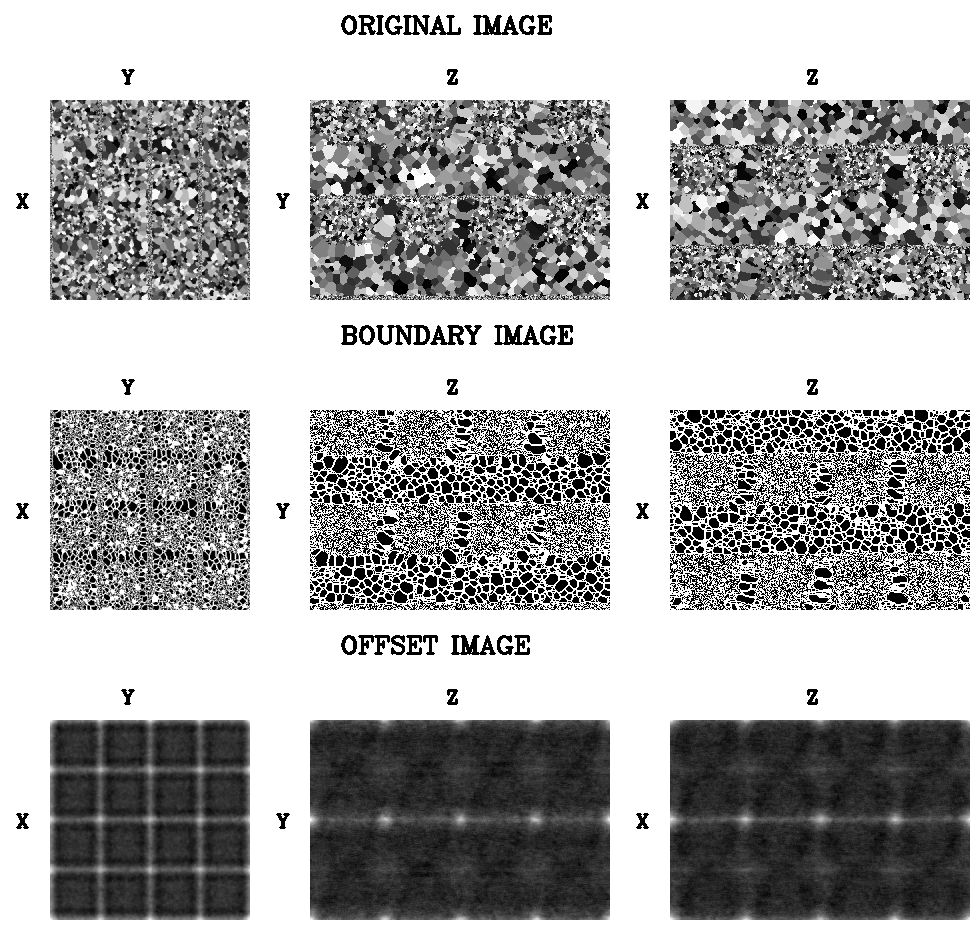 ORIGINAL IMAGE
Y Z Z
X Y X
BOUNDARY IMAGE
Y Z Z
X Y X
OFFSET IMAGE
Y Z Z
X Y X